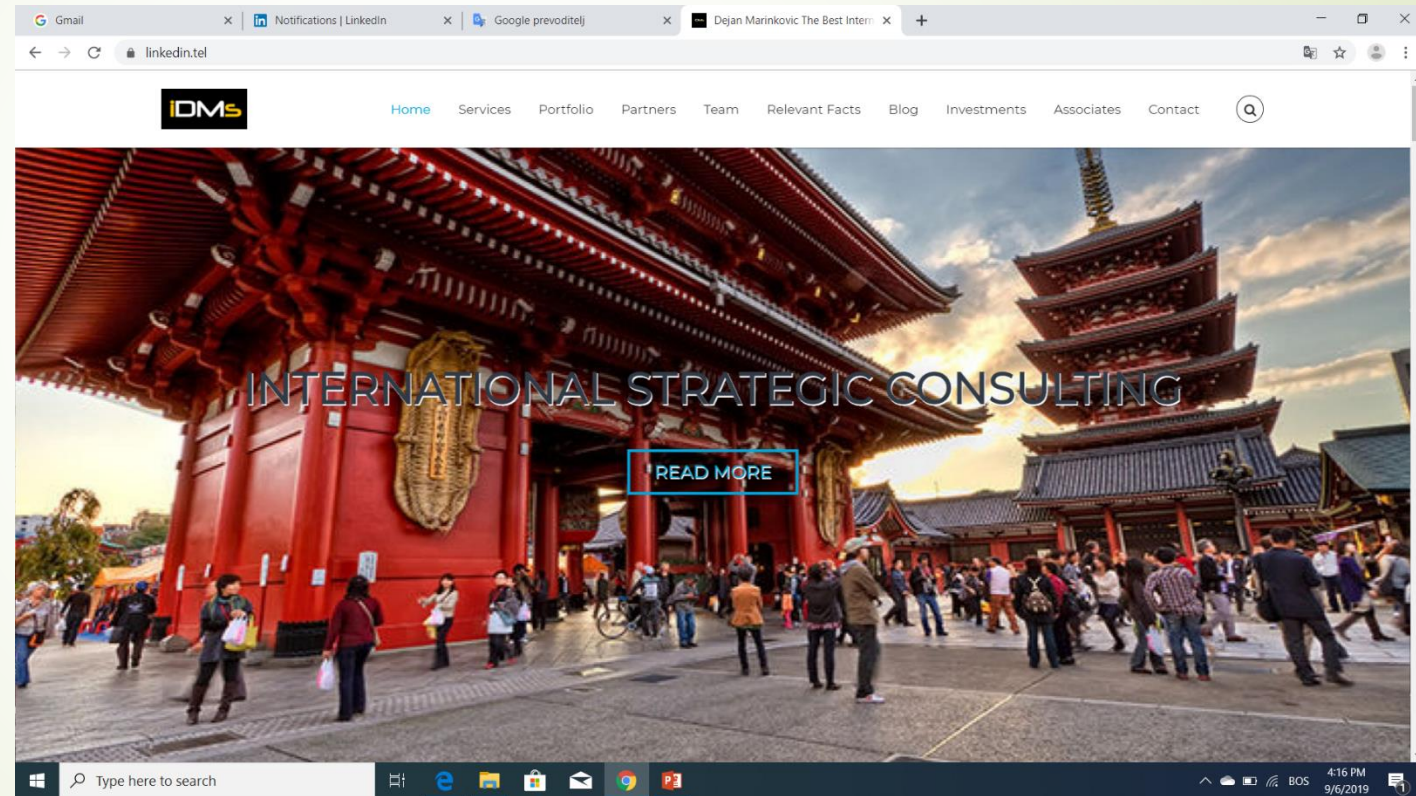 Gmail
Notifications | LinkedIn
Google prevoditelj
Dejan Marinkovic The Best Intern
linkedin.tel
iDMs
Home Services Portfolio Partners Team Relevant Facts Blog Investments Associates Contact
INTERNATIONAL STRATEGIC CONSULTING
READ MORE
Type here to search
BOS
4:16 PM
9/6/2019
1